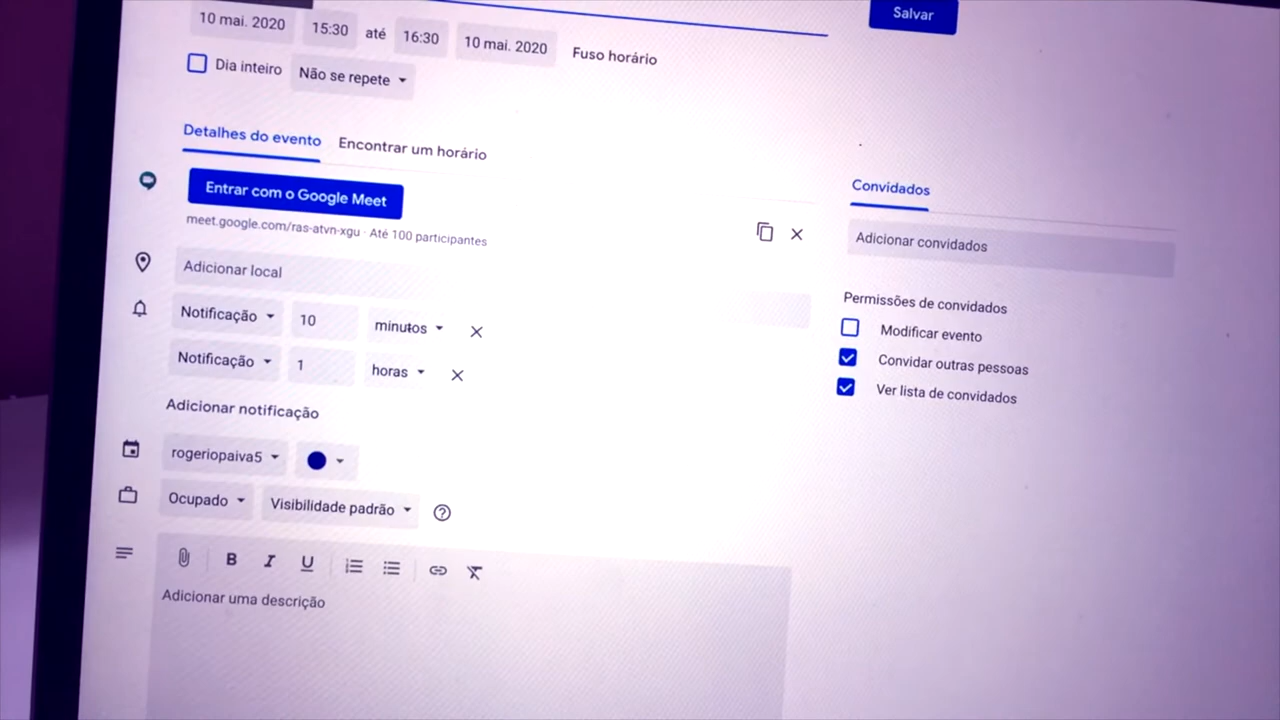 10 mai. 2020 15:30 até 16:30 10 mai. 2020 Fuso horário
Salvar
Dia inteiro Não se repete
Detalhes do evento Encontrar um horário
Entrar com o Google Meet
meet.google.com/ras-atvn-xgu · Até 100 participantes
Adicionar local
Notificação 10 minutos
Notificação 1 horas
Adicionar notificação
rogeriopaiva5
Ocupado Visibilidade padrão
B I U
Adicionar uma descrição
Convidados
Adicionar convidados
Permissões de convidados
Modificar evento
Convidar outras pessoas
Ver lista de convidados